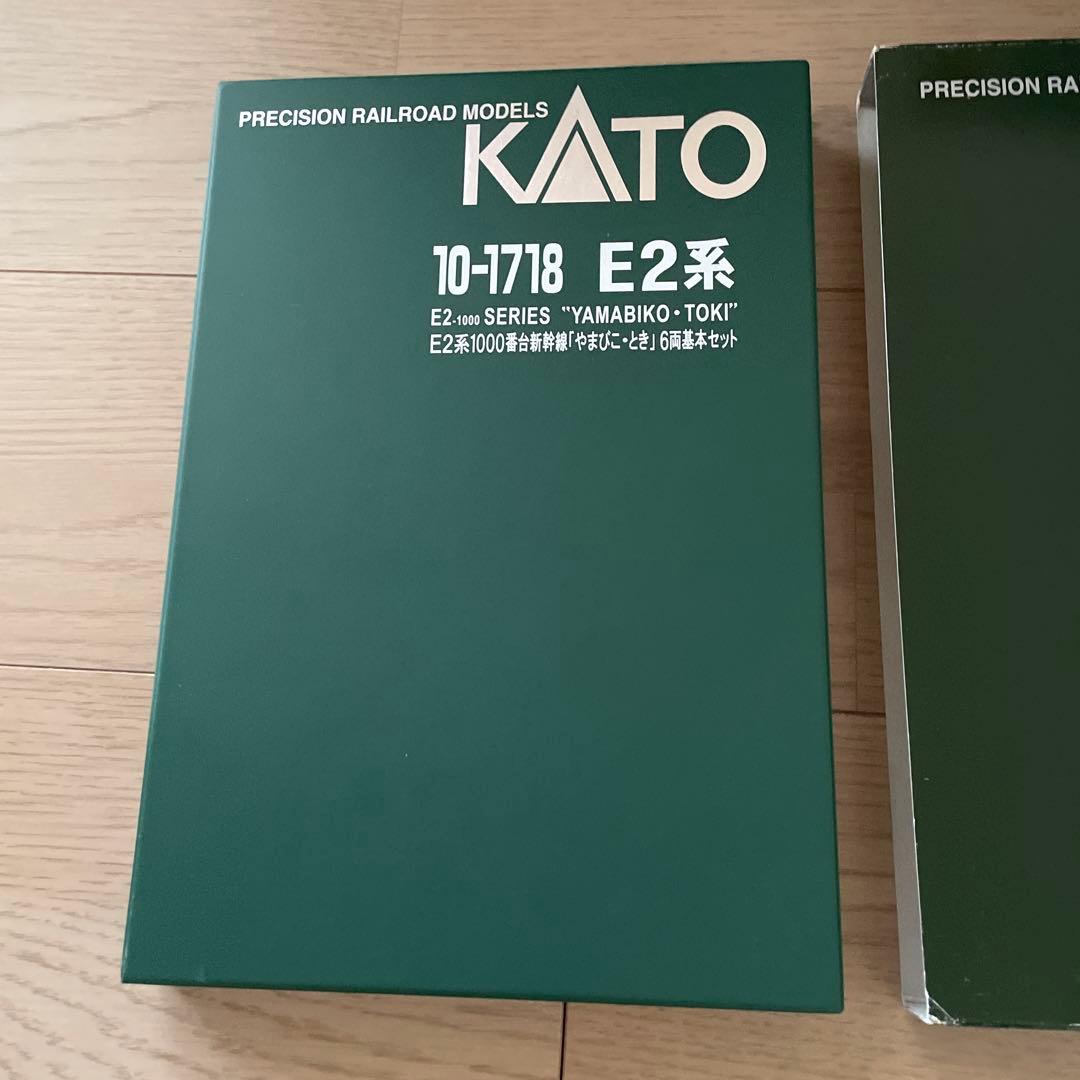 PRECISION RAILROAD MODELS
KATO
10-1718 E2系
E2-1000 SERIES "YAMABIKO・TOKI"
E2系1000番台新幹線「やまびこ・とき」6両基本セット
PRECISION RA